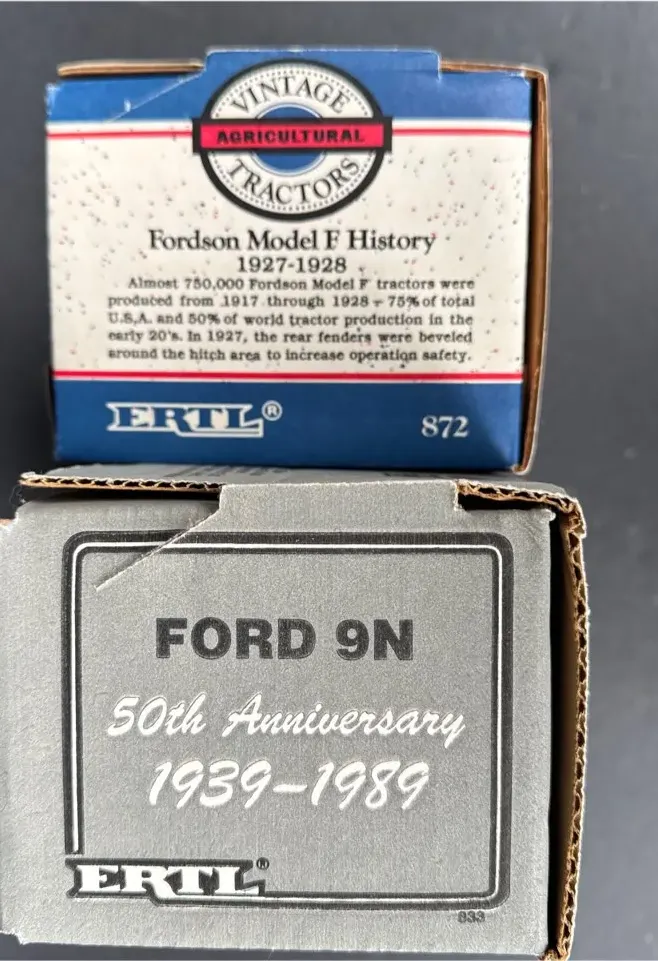 VINTAGE
AGRICULTURAL
TRACTORS
Fordson Model F History
1927-1928
Almost 750,000 Fordson Model F tractors were
produced from 1917 through 1928 - 75% of total
U.S.A. and 50% of world tractor production in the
early 20's. In 1927, the rear fenders were beveled
around the hitch area to increase operation safety.
ERTL®
872
FORD 9N
50th Anniversary
1939-1989
ERTL®
833